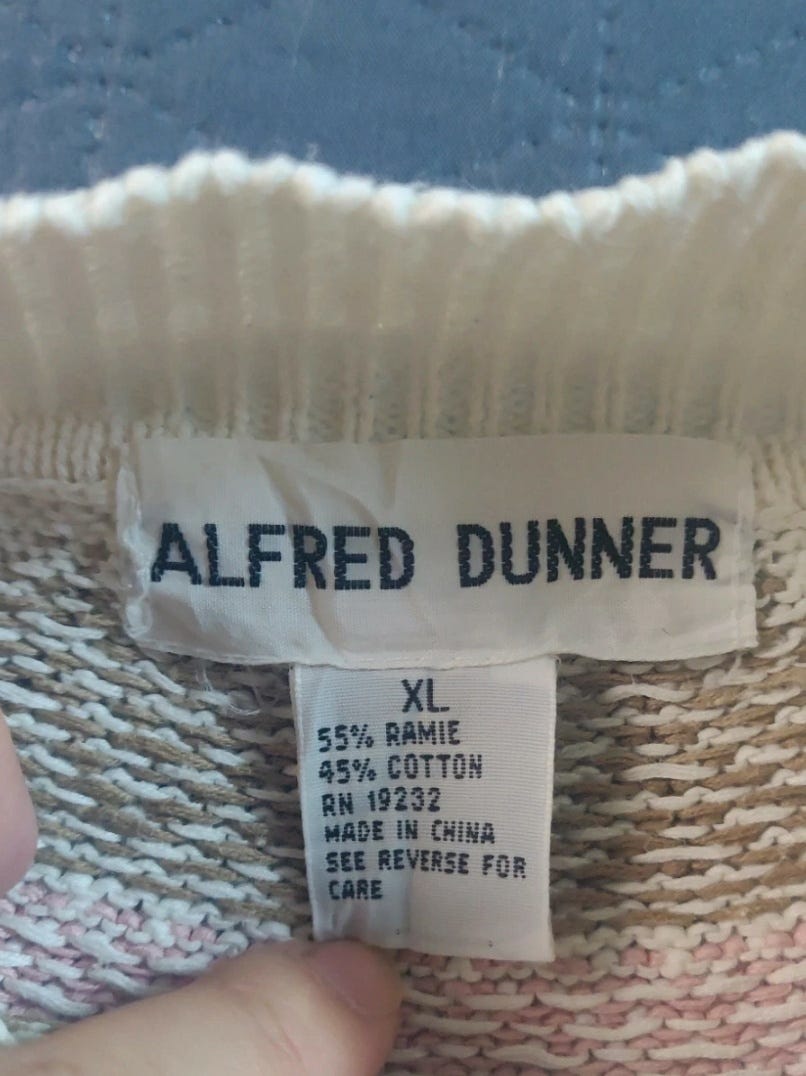 ALFRED DUNNER
XL
55% RAMIE
45% COTTON
RN 19232
MADE IN CHINA
SEE REVERSE FOR
CARE